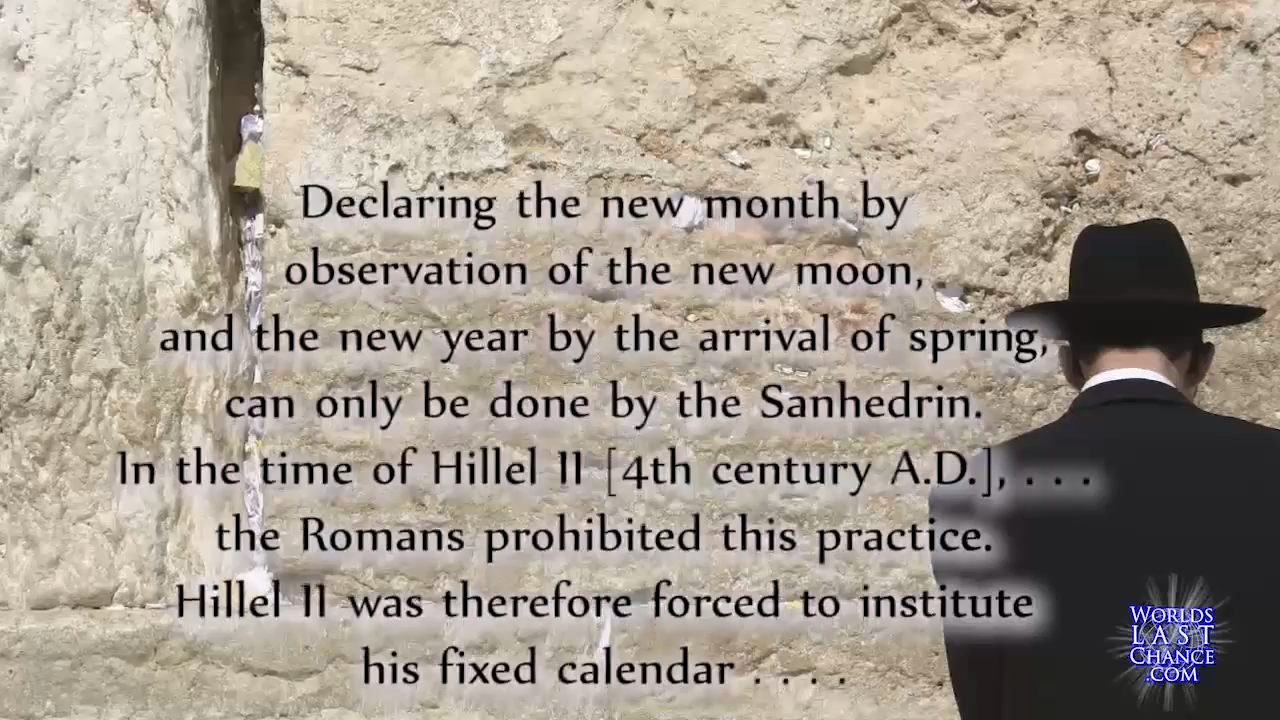 Declaring the new month by
observation of the new moon,
and the new year by the arrival of spring,
can only be done by the Sanhedrin.
In the time of Hillel II [4th century A.D.], . . .
the Romans prohibited this practice.
Hillel II was therefore forced to institute
his fixed calendar . . . .
WORLDS
LAST
CHANCE
.COM